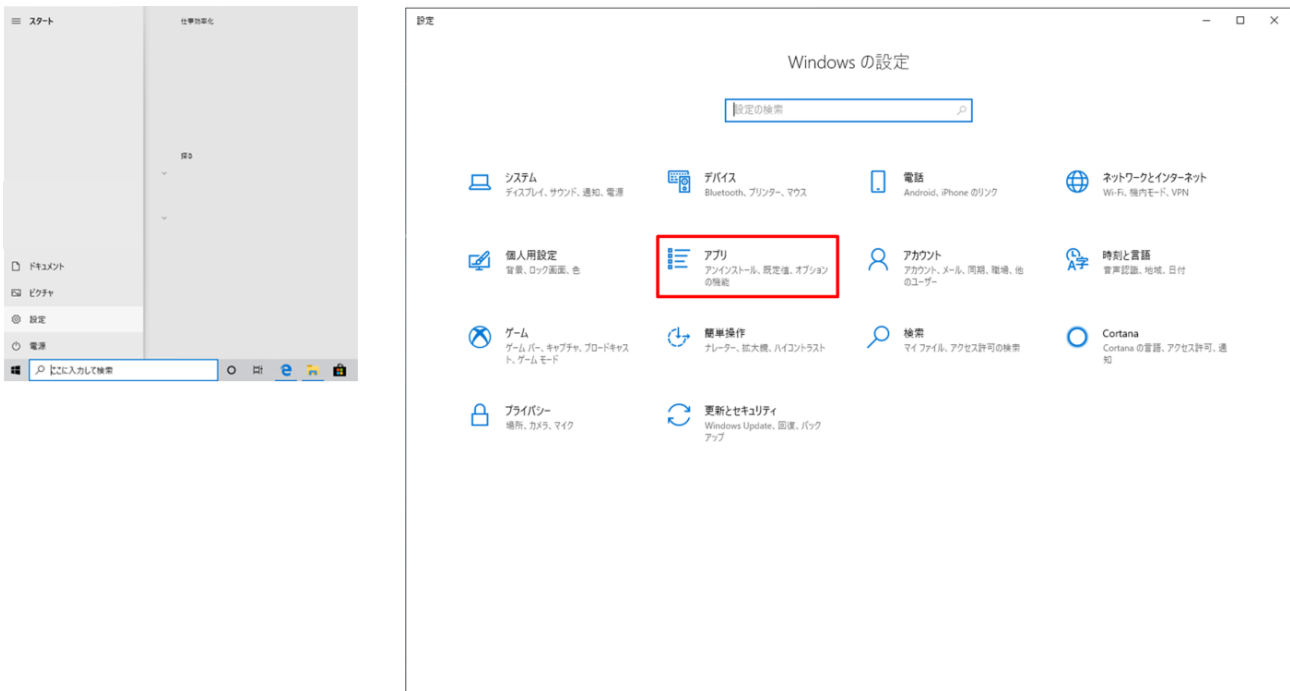 スタート
仕事効率化
探る
ドキュメント
ピクチャ
設定
電源
ここに入力して検索
設定
Windows の設定
設定の検索
システム
ディスプレイ、サウンド、通知、電源
デバイス
Bluetooth、プリンター、マウス
電話
Android、iPhone のリンク
ネットワークとインターネット
Wi-Fi、機内モード、VPN
個人用設定
背景、ロック画面、色
アプリ
アンインストール、既定値、オプション
の機能
アカウント
アカウント、メール、同期、職場、他
のユーザー
時刻と言語
音声認識、地域、日付
ゲーム
ゲーム バー、キャプチャ、ブロードキャス
ト、ゲーム モード
簡単操作
ナレーター、拡大鏡、ハイコントラスト
検索
マイ ファイル、アクセス許可の検索
Cortana
Cortana の言語、アクセス許可、通
知
プライバシー
場所、カメラ、マイク
更新とセキュリティ
Windows Update、回復、バック
アップ